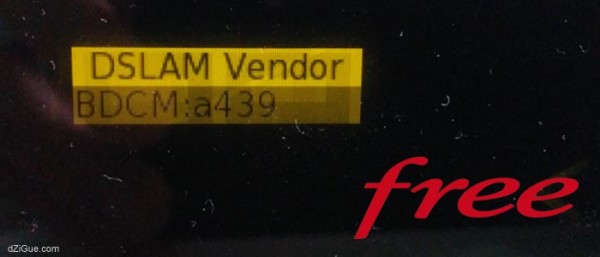 DSLAM Vendor
BDCM:a439
free
dZiGue.com